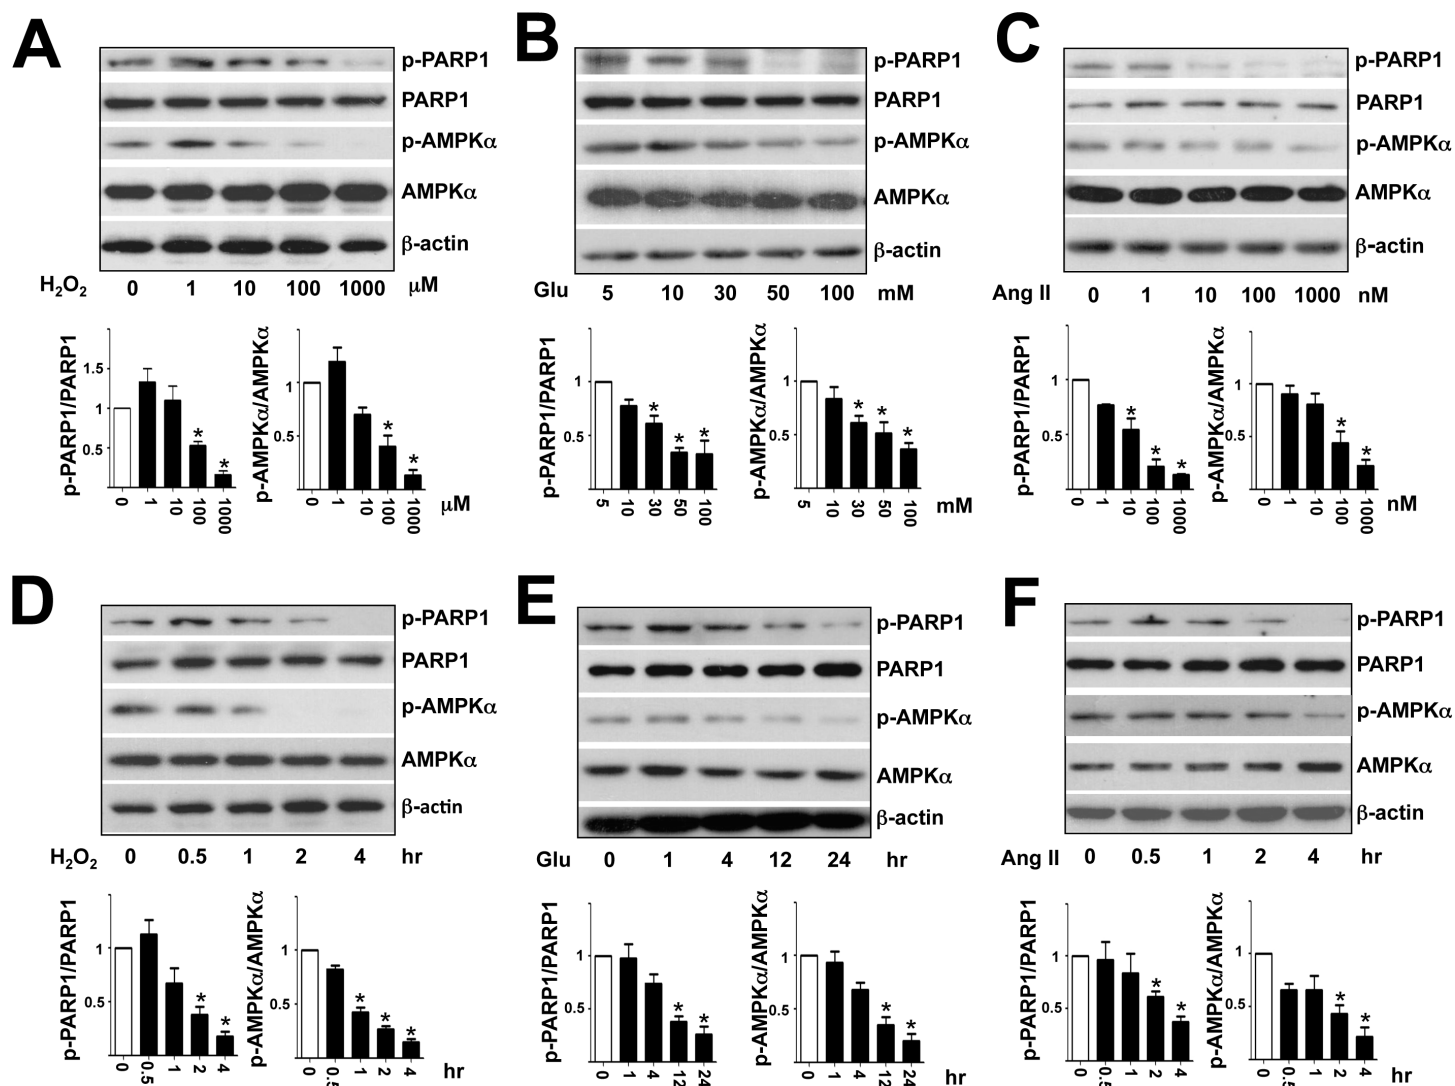 A
p-PARP1
PARP1
p-AMPKα
AMPKα
β-actin
H₂O₂ 0 1 10 100 1000 μM
p-PARP1/PARP1
1.5
1
0.5
0 1 10 100 1000
p-AMPKα/AMPKα
1
0.5
0 1 10 100 1000 μM
B
p-PARP1
PARP1
p-AMPKα
AMPKα
β-actin
Glu 5 10 30 50 100 mM
p-PARP1/PARP1
1
0.5
* * *
5 10 30 50 100
p-AMPKα/AMPKα
1
0.5
* * *
5 10 30 50 100 mM
C
p-PARP1
PARP1
p-AMPKα
AMPKα
β-actin
Ang II 0 1 10 100 1000 nM
p-PARP1/PARP1
1
0.5
* * *
0 1 10 100 1000
p-AMPKα/AMPKα
1
0.5
* *
0 1 10 100 1000 nM
D
p-PARP1
PARP1
p-AMPKα
AMPKα
β-actin
H₂O₂ 0 0.5 1 2 4 hr
p-PARP1/PARP1
1
0.5
* *
0 0.5 1 2 4
p-AMPKα/AMPKα
1
0.5
* * *
0 0.5 1 2 4 hr
E
p-PARP1
PARP1
p-AMPKα
AMPKα
β-actin
Glu 0 1 4 12 24 hr
p-PARP1/PARP1
1
0.5
* *
0 1 4 12 24
p-AMPKα/AMPKα
1
0.5
* *
0 1 4 12 24 hr
F
p-PARP1
PARP1
p-AMPKα
AMPKα
β-actin
Ang II 0 0.5 1 2 4 hr
p-PARP1/PARP1
1
0.5
* *
0 0.5 1 2 4
p-AMPKα/AMPKα
1
0.5
* *
0 0.5 1 2 4 hr